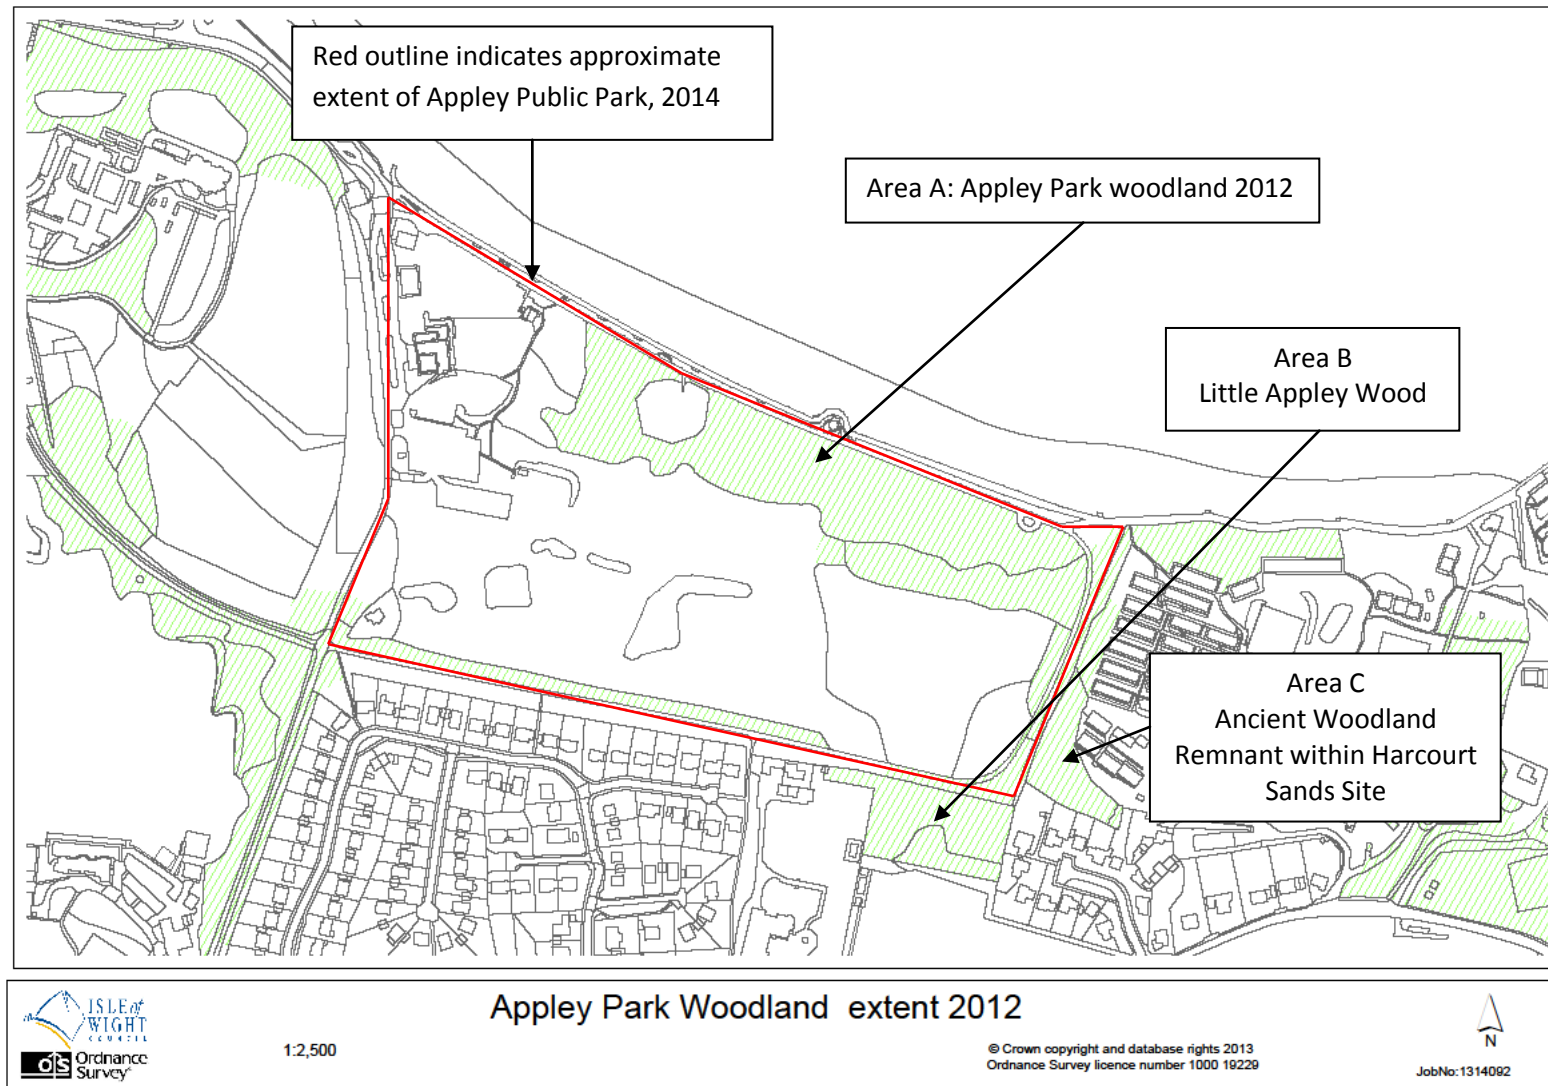 Red outline indicates approximate
extent of Appley Public Park, 2014
Area A: Appley Park woodland 2012
Area B
Little Appley Wood
Area C
Ancient Woodland
Remnant within Harcourt
Sands Site
ISLE of
WIGHT
COUNCIL
OS Ordnance
Survey®
1:2,500
Appley Park Woodland extent 2012
© Crown copyright and database rights 2013
Ordnance Survey licence number 1000 19229
N
JobNo:1314092